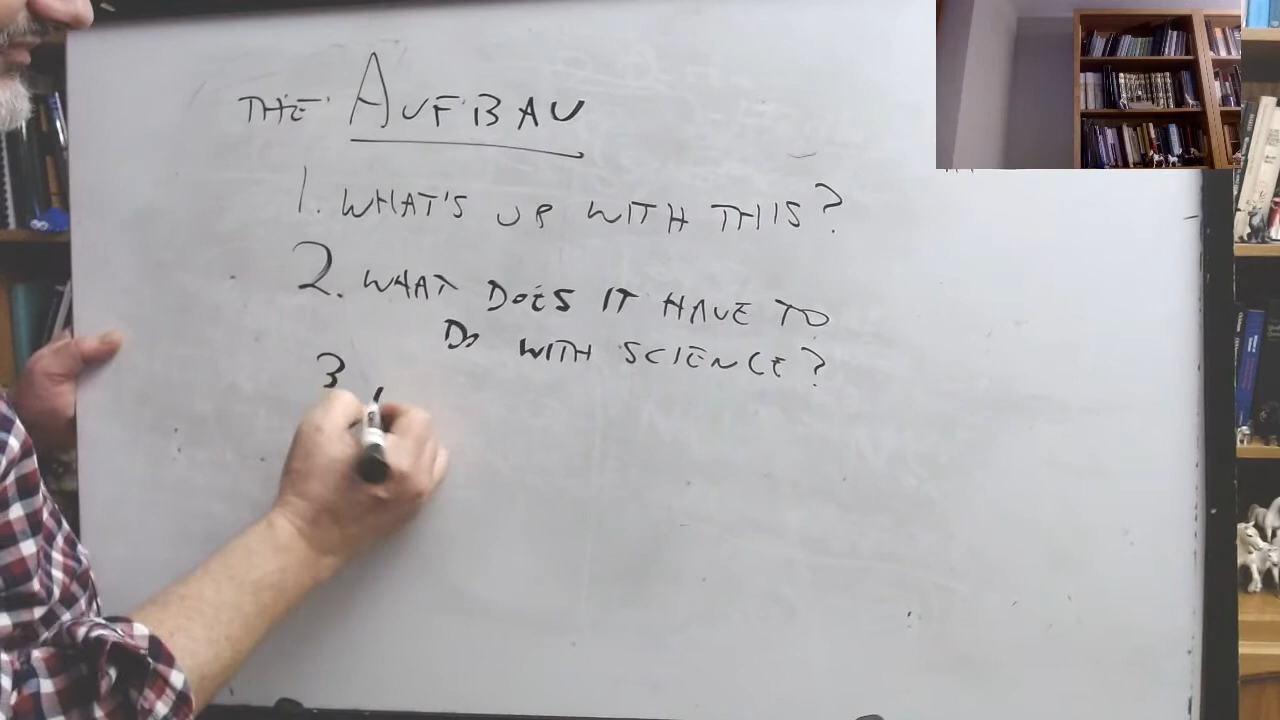 THE AUFBAU
1. WHAT'S UP WITH THIS?
2. WHAT DOES IT HAVE TO
DO WITH SCIENCE?
3